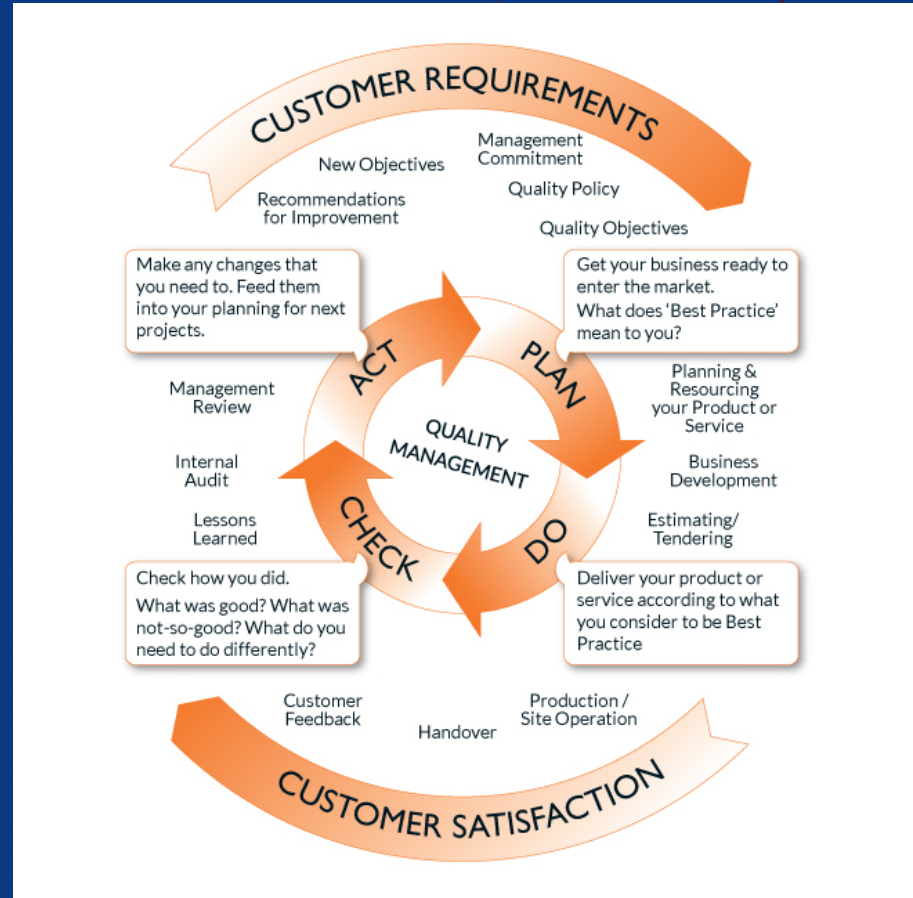 CUSTOMER REQUIREMENTS
Management
Commitment
New Objectives
Quality Policy
Recommendations
for Improvement
Quality Objectives
Make any changes that
you need to. Feed them
into your planning for next
projects.
Get your business ready to
enter the market.
What does ‘Best Practice’
mean to you?
ACT
PLAN
Planning &
Resourcing
your Product or
Service
Management
Review
QUALITY
MANAGEMENT
Internal
Audit
Business
Development
Lessons
Learned
Estimating/
Tendering
CHECK
DO
Check how you did.
What was good? What was
not-so-good? What do you
need to do differently?
Deliver your product or
service according to what
you consider to be Best
Practice
Customer
Feedback
Handover
Production /
Site Operation
CUSTOMER SATISFACTION